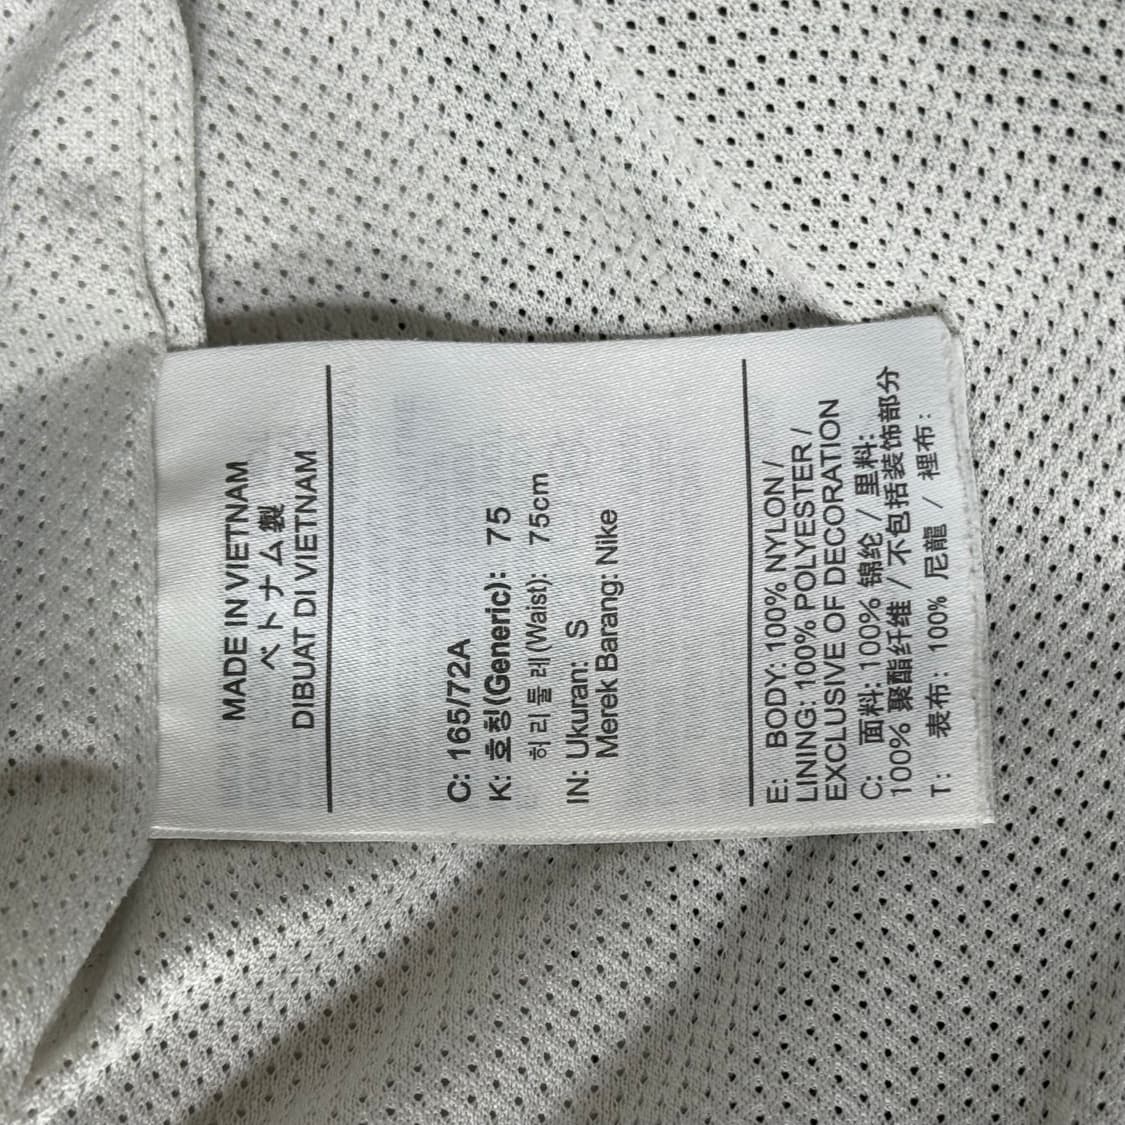 MADE IN VIETNAM
ベトナム製
DIBUAT DI VIETNAM
C: 165/72A
K: 호칭(Generic): 75
허리둘레(Waist): 75cm
IN: Ukuran: S
Merek Barang: Nike
E: BODY: 100% NYLON /
LINING: 100% POLYESTER /
EXCLUSIVE OF DECORATION
C: 面料: 100% 锦纶 / 里料:
100% 聚酯纤维 / 不包括装饰部分
T: 表布: 100% 尼龍 / 裡布: